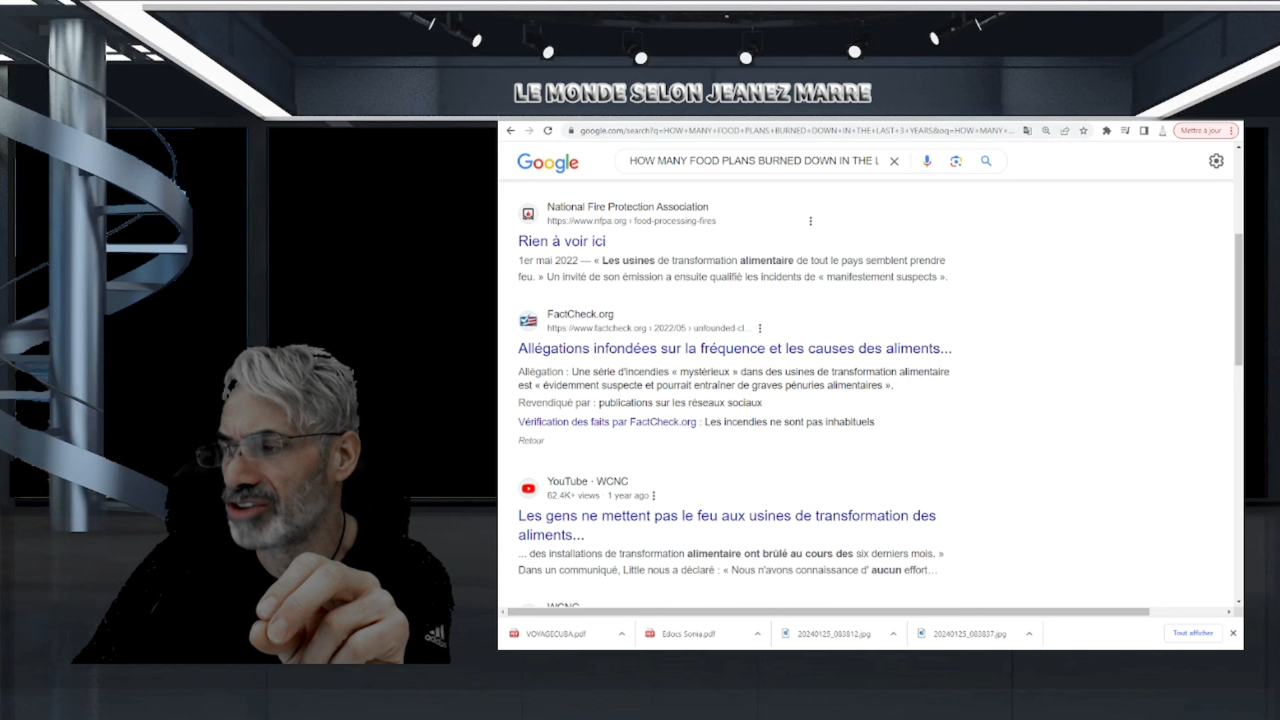 LE MONDE SELON JEANEZ MARRE
google.com/search?q=HOW+MANY+FOOD+PLANS+BURNED+DOWN+IN+THE+LAST+3+YEARS&oq=HOW+MANY+...
Mettre à jour
Google
HOW MANY FOOD PLANS BURNED DOWN IN THE L
National Fire Protection Association
https://www.nfpa.org › food-processing-fires
Rien à voir ici
1er mai 2022 — « Les usines de transformation alimentaire de tout le pays semblent prendre
feu. » Un invité de son émission a ensuite qualifié les incidents de « manifestement suspects ».
FactCheck.org
https://www.factcheck.org › 2022/05 › unfounded-cl...
Allégations infondées sur la fréquence et les causes des aliments...
Allégation : Une série d'incendies « mystérieux » dans des usines de transformation alimentaire
est « évidemment suspecte et pourrait entraîner de graves pénuries alimentaires ».
Revendiqué par : publications sur les réseaux sociaux
Vérification des faits par FactCheck.org : Les incendies ne sont pas inhabituels
Retour
YouTube · WCNC
62.4K+ views · 1 year ago
Les gens ne mettent pas le feu aux usines de transformation des
aliments...
... des installations de transformation alimentaire ont brûlé au cours des six derniers mois. »
Dans un communiqué, Little nous a déclaré : « Nous n'avons connaissance d' aucun effort...
WCNC
VOYAGECUBA.pdf
Edocs Sonia.pdf
20240125_083812.jpg
20240125_083837.jpg
Tout afficher
adidas